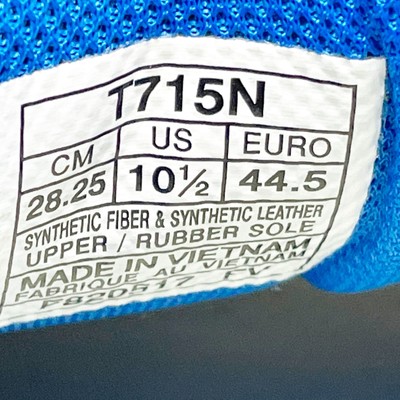 T715N
CM US EURO
28.25 10½ 44.5
SYNTHETIC FIBER & SYNTHETIC LEATHER
UPPER / RUBBER SOLE
MADE IN VIETNAM
FABRIQUE AU VIETNAM
FV